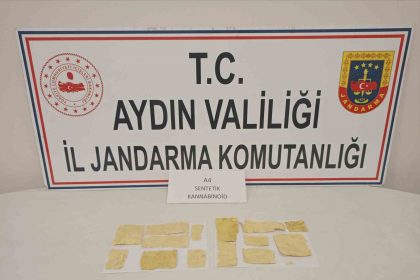 T.C.
AYDIN VALİLİĞİ
İL JANDARMA KOMUTANLIĞI
JANDARMA
A4
SENTETİK
KANNABİNOİD